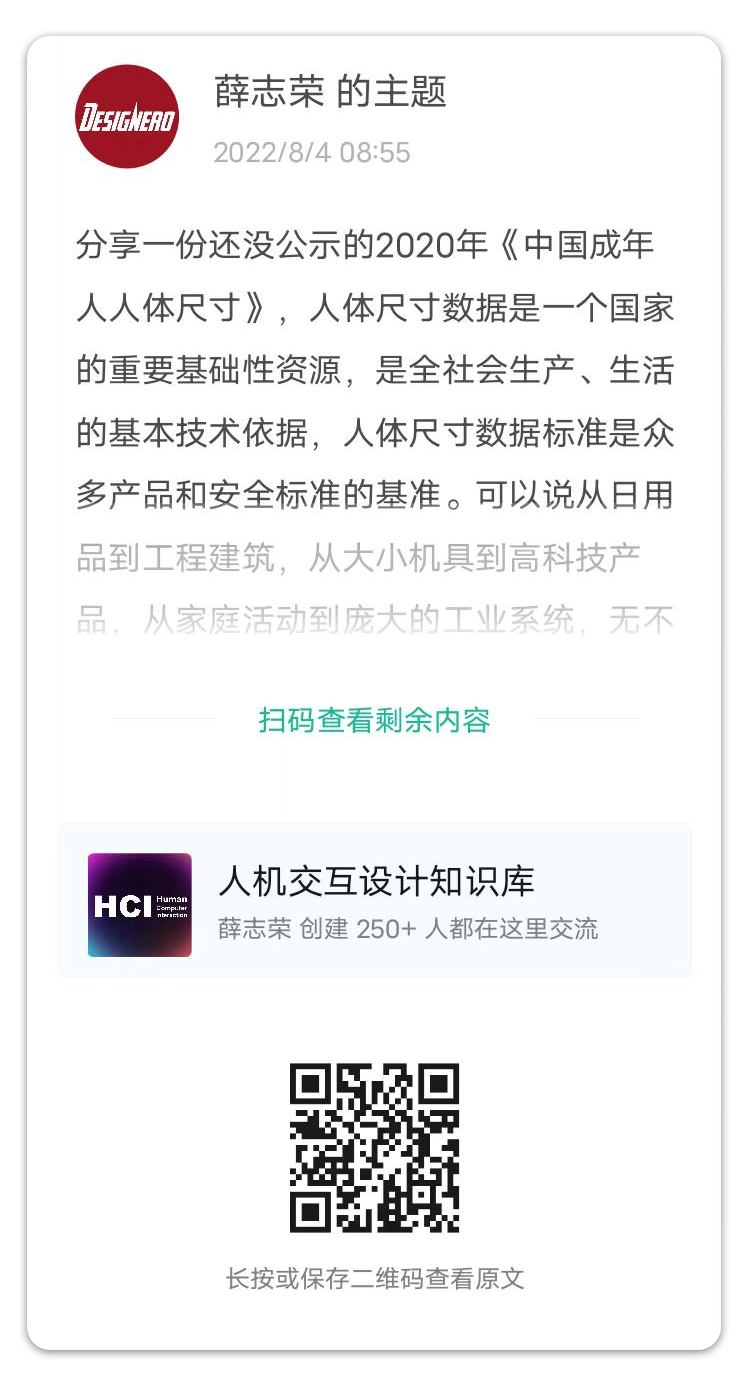 DESIGNERD
薛志荣 的主题
2022/8/4 08:55
分享一份还没公示的2020年《中国成年
人人体尺寸》，人体尺寸数据是一个国家
的重要基础性资源，是全社会生产、生活
的基本技术依据，人体尺寸数据标准是众
多产品和安全标准的基准。可以说从日用
品到工程建筑，从大小机具到高科技产
品，从家庭活动到庞大的工业系统，无不
扫码查看剩余内容
HCI Human
Computer
Interaction
人机交互设计知识库
薛志荣 创建 250+ 人都在这里交流
长按或保存二维码查看原文